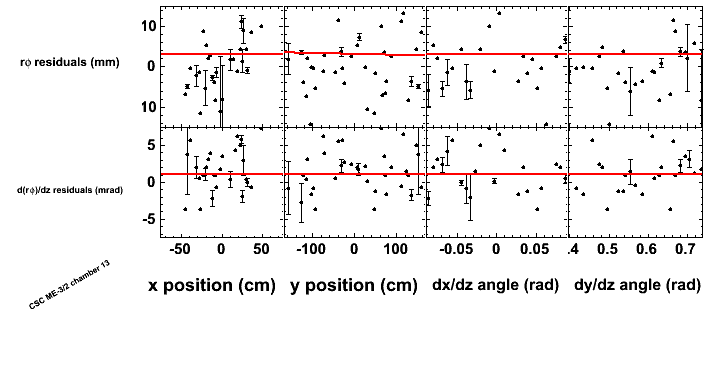 10
rϕ residuals (mm)
0
10
5
d(rϕ)/dz residuals (mrad)
0
-5
-50 0 50 -100 0 100 -0.05 0 0.05 .4 0.5 0.6 0.7
x position (cm) y position (cm) dx/dz angle (rad) dy/dz angle (rad)
CSC ME-3/2 chamber 13